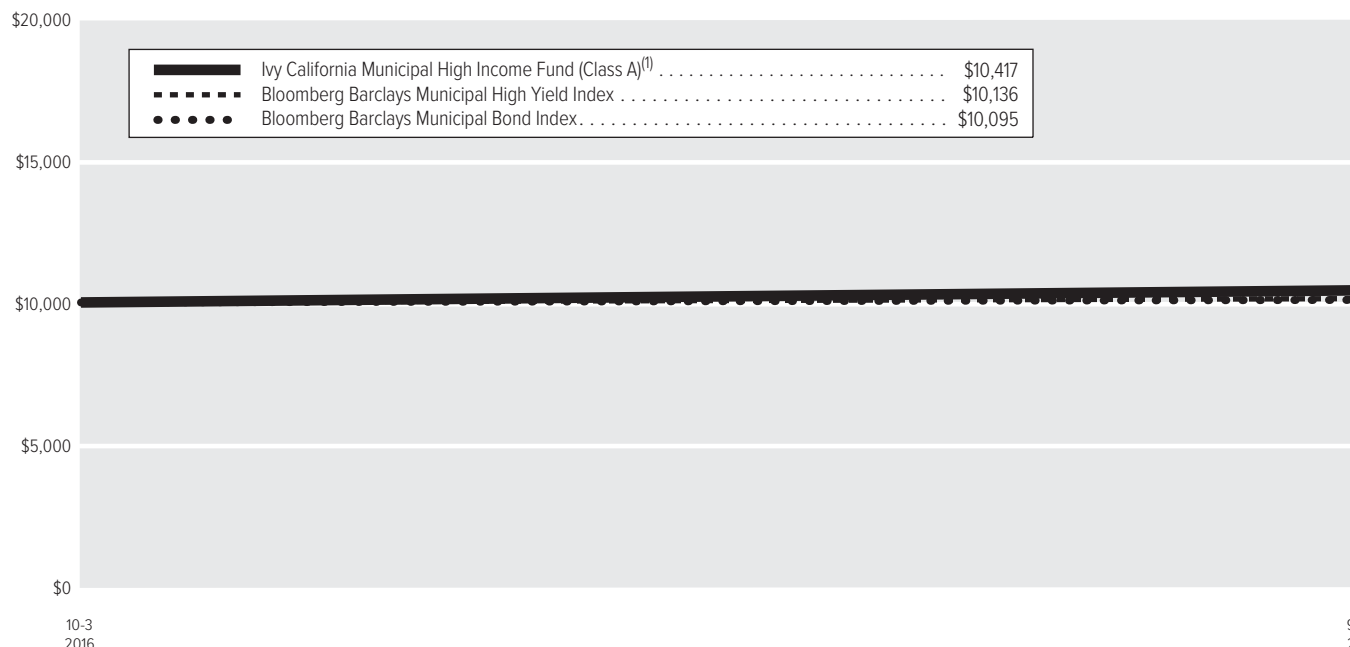 $20,000
Ivy California Municipal High Income Fund (Class A)(1) . . . . . . . . . . . . . . . . . . . . . . . . . . $10,417
Bloomberg Barclays Municipal High Yield Index . . . . . . . . . . . . . . . . . . . . . . . . . . . . . $10,136
Bloomberg Barclays Municipal Bond Index. . . . . . . . . . . . . . . . . . . . . . . . . . . . . . . . . $10,095
$15,000
$10,000
$5,000
$0
10-3
2016